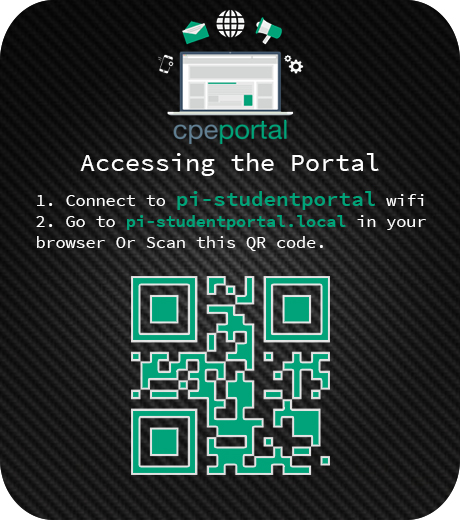 cpeportal
Accessing the Portal
1. Connect to pi-studentportal wifi
2. Go to pi-studentportal.local in your
browser Or Scan this QR code.